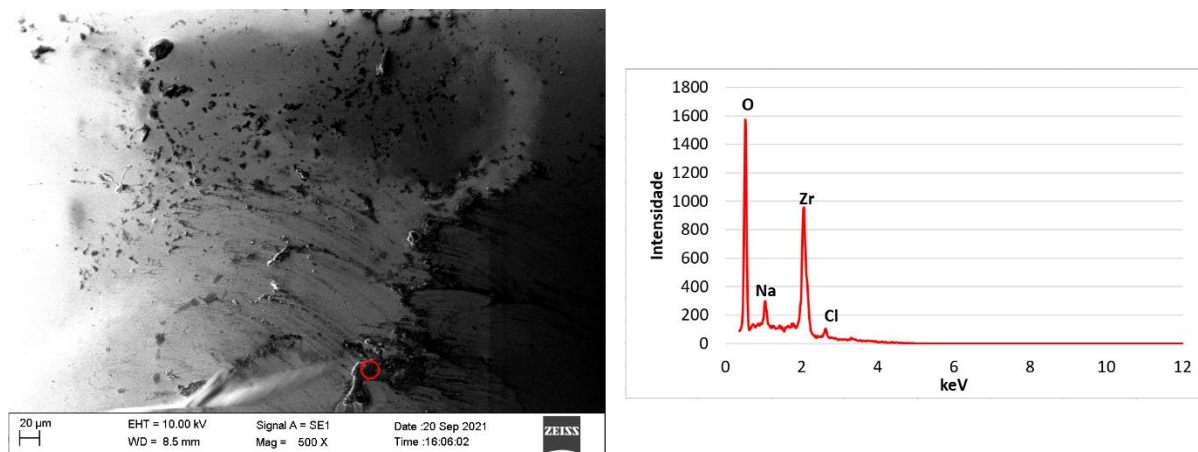 20 µm
EHT = 10.00 kV
WD = 8.5 mm
Signal A = SE1
Mag = 500 X
Date :20 Sep 2021
Time :16:06:02
ZEISS
Intensidade
1800
1600
1400
1200
1000
800
600
400
200
0
O
Na
Zr
Cl
0 2 4 6 8 10 12
keV